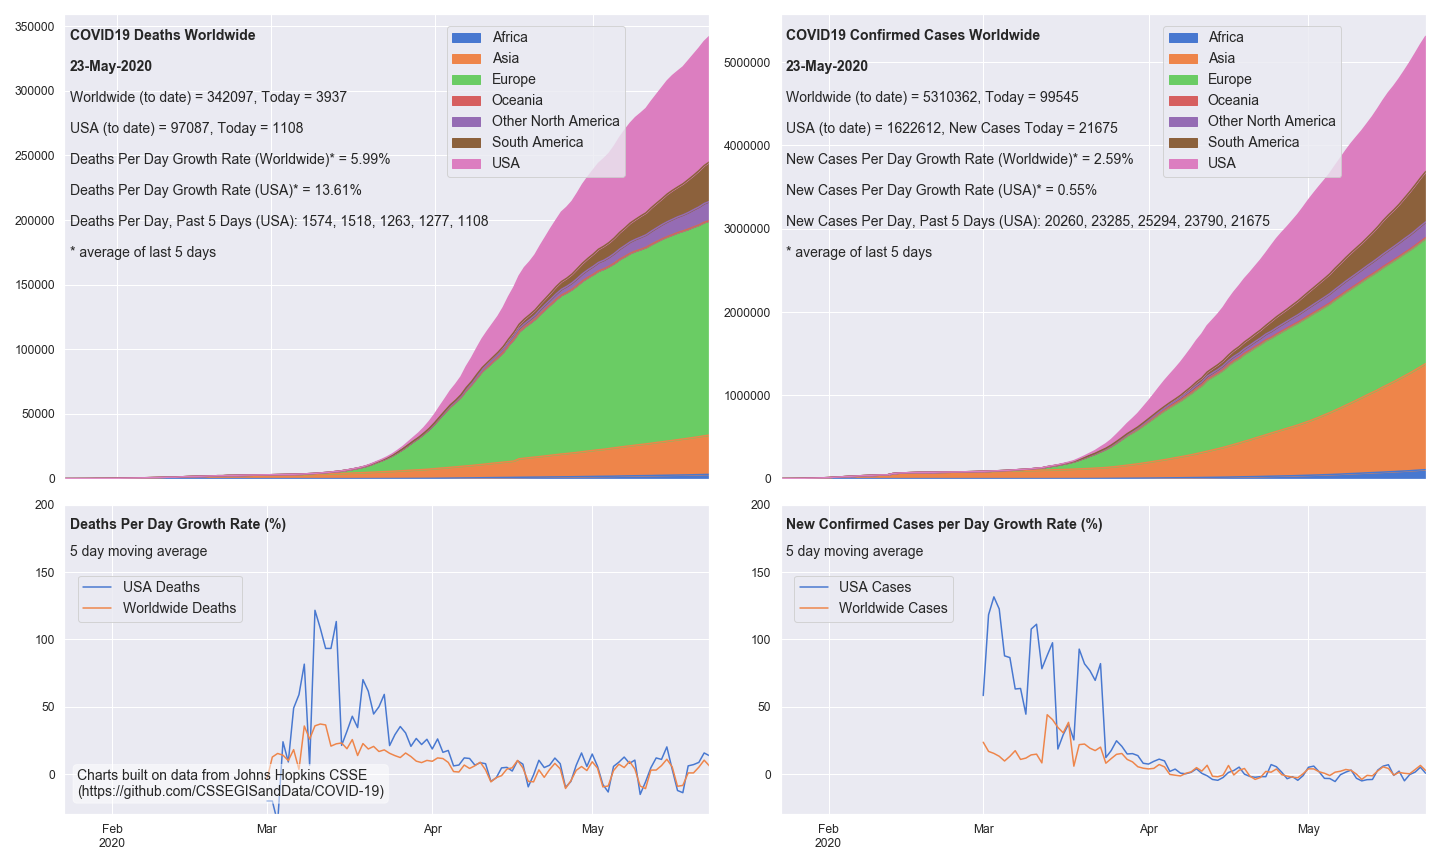 COVID19 Deaths Worldwide
23-May-2020
Worldwide (to date) = 342097, Today = 3937
USA (to date) = 97087, Today = 1108
Deaths Per Day Growth Rate (Worldwide)* = 5.99%
Deaths Per Day Growth Rate (USA)* = 13.61%
Deaths Per Day, Past 5 Days (USA): 1574, 1518, 1263, 1277, 1108
* average of last 5 days
Africa
Asia
Europe
Oceania
Other North America
South America
USA
350000
300000
250000
200000
150000
100000
50000
0
COVID19 Confirmed Cases Worldwide
23-May-2020
Worldwide (to date) = 5310362, Today = 99545
USA (to date) = 1622612, New Cases Today = 21675
New Cases Per Day Growth Rate (Worldwide)* = 2.59%
New Cases Per Day Growth Rate (USA)* = 0.55%
New Cases Per Day, Past 5 Days (USA): 20260, 23285, 25294, 23790, 21675
* average of last 5 days
Africa
Asia
Europe
Oceania
Other North America
South America
USA
5000000
4000000
3000000
2000000
1000000
0
Deaths Per Day Growth Rate (%)
5 day moving average
USA Deaths
Worldwide Deaths
200
150
100
50
0
Charts built on data from Johns Hopkins CSSE
(https://github.com/CSSEGISandData/COVID-19)
Feb Mar Apr May
2020
New Confirmed Cases per Day Growth Rate (%)
5 day moving average
USA Cases
Worldwide Cases
200
150
100
50
0
Feb Mar Apr May
2020